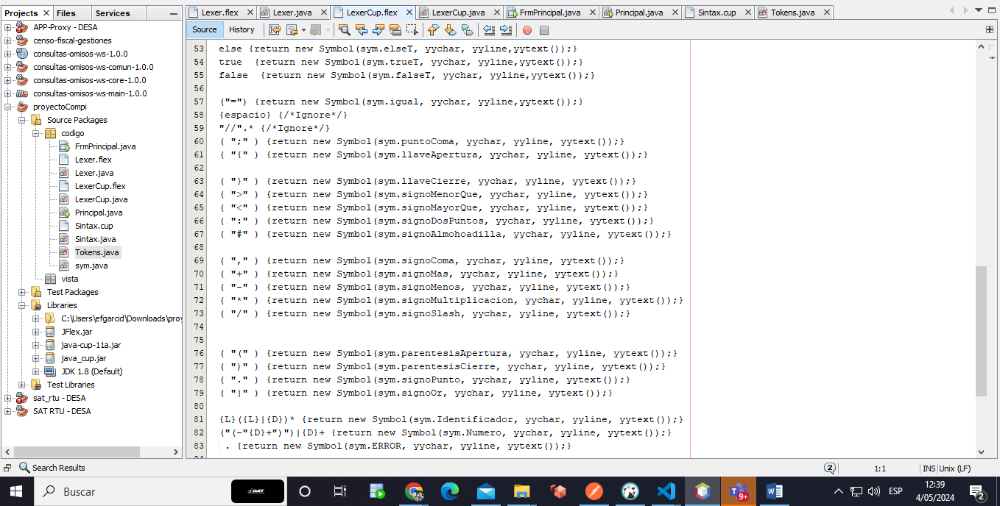 Projects Files Services
APP-Proxy - DESA
censo-fiscal-gestiones
consultas-omisos-ws-1.0.0
consultas-omisos-ws-comun-1.0.0
consultas-omisos-ws-core-1.0.0
consultas-omisos-ws-main-1.0.0
proyectoCompi
Source Packages
codigo
FrmPrincipal.java
Lexer.flex
Lexer.java
LexerCup.flex
LexerCup.java
Principal.java
Sintax.cup
Sintax.java
Tokens.java
sym.java
vista
Test Packages
Libraries
C:\Users\efgarcid\Downloads\proy
JFlex.jar
java-cup-11a.jar
java_cup.jar
JDK 1.8 (Default)
Test Libraries
sat_rtu - DESA
SAT RTU - DESA
Lexer.flex Lexer.java LexerCup.flex LexerCup.java FrmPrincipal.java Principal.java Sintax.cup Tokens.java
Source History
53 else {return new Symbol(sym.elseT, yychar, yyline,yytext());}
54 true  {return new Symbol(sym.trueT, yychar, yyline,yytext());}
55 false  {return new Symbol(sym.falseT, yychar, yyline,yytext());}
56
57 ("=") {return new Symbol(sym.igual, yychar, yyline,yytext());}
58 {espacio} {/*Ignore*/}
59 "//".* {/*Ignore*/}
60 ( ";" ) {return new Symbol(sym.puntoComa, yychar, yyline, yytext());}
61 ( "{" ) {return new Symbol(sym.llaveApertura, yychar, yyline, yytext());}
62
63 ( "}" ) {return new Symbol(sym.llaveCierre, yychar, yyline, yytext());}
64 ( ">" ) {return new Symbol(sym.signoMenorQue, yychar, yyline, yytext());}
65 ( "<" ) {return new Symbol(sym.signoMayorQue, yychar, yyline, yytext());}
66 ( ":" ) {return new Symbol(sym.signoDosPuntos, yychar, yyline, yytext());}
67 ( "#" ) {return new Symbol(sym.signoAlmohoadilla, yychar, yyline, yytext());}
68
69 ( "," ) {return new Symbol(sym.signoComa, yychar, yyline, yytext());}
70 ( "+" ) {return new Symbol(sym.signoMas, yychar, yyline, yytext());}
71 ( "-" ) {return new Symbol(sym.signoMenos, yychar, yyline, yytext());}
72 ( "*" ) {return new Symbol(sym.signoMultiplicacion, yychar, yyline, yytext());}
73 ( "/" ) {return new Symbol(sym.signoSlash, yychar, yyline, yytext());}
74
75
76 ( "(" ) {return new Symbol(sym.parentesisApertura, yychar, yyline, yytext());}
77 ( ")" ) {return new Symbol(sym.parentesisCierre, yychar, yyline, yytext());}
78 ( "." ) {return new Symbol(sym.signoPunto, yychar, yyline, yytext());}
79 ( "|" ) {return new Symbol(sym.signoOr, yychar, yyline, yytext());}
80
81 {L}({L}|{D})* {return new Symbol(sym.Identificador, yychar, yyline, yytext());}
82 ("(-"{D}+")")|{D}+ {return new Symbol(sym.Numero, yychar, yyline, yytext());}
83 . {return new Symbol(sym.ERROR, yychar, yyline, yytext());}
Search Results
2 1:1 INS Unix (LF)
Buscar
SAT
9+
ESP
12:39
4/05/2024
2